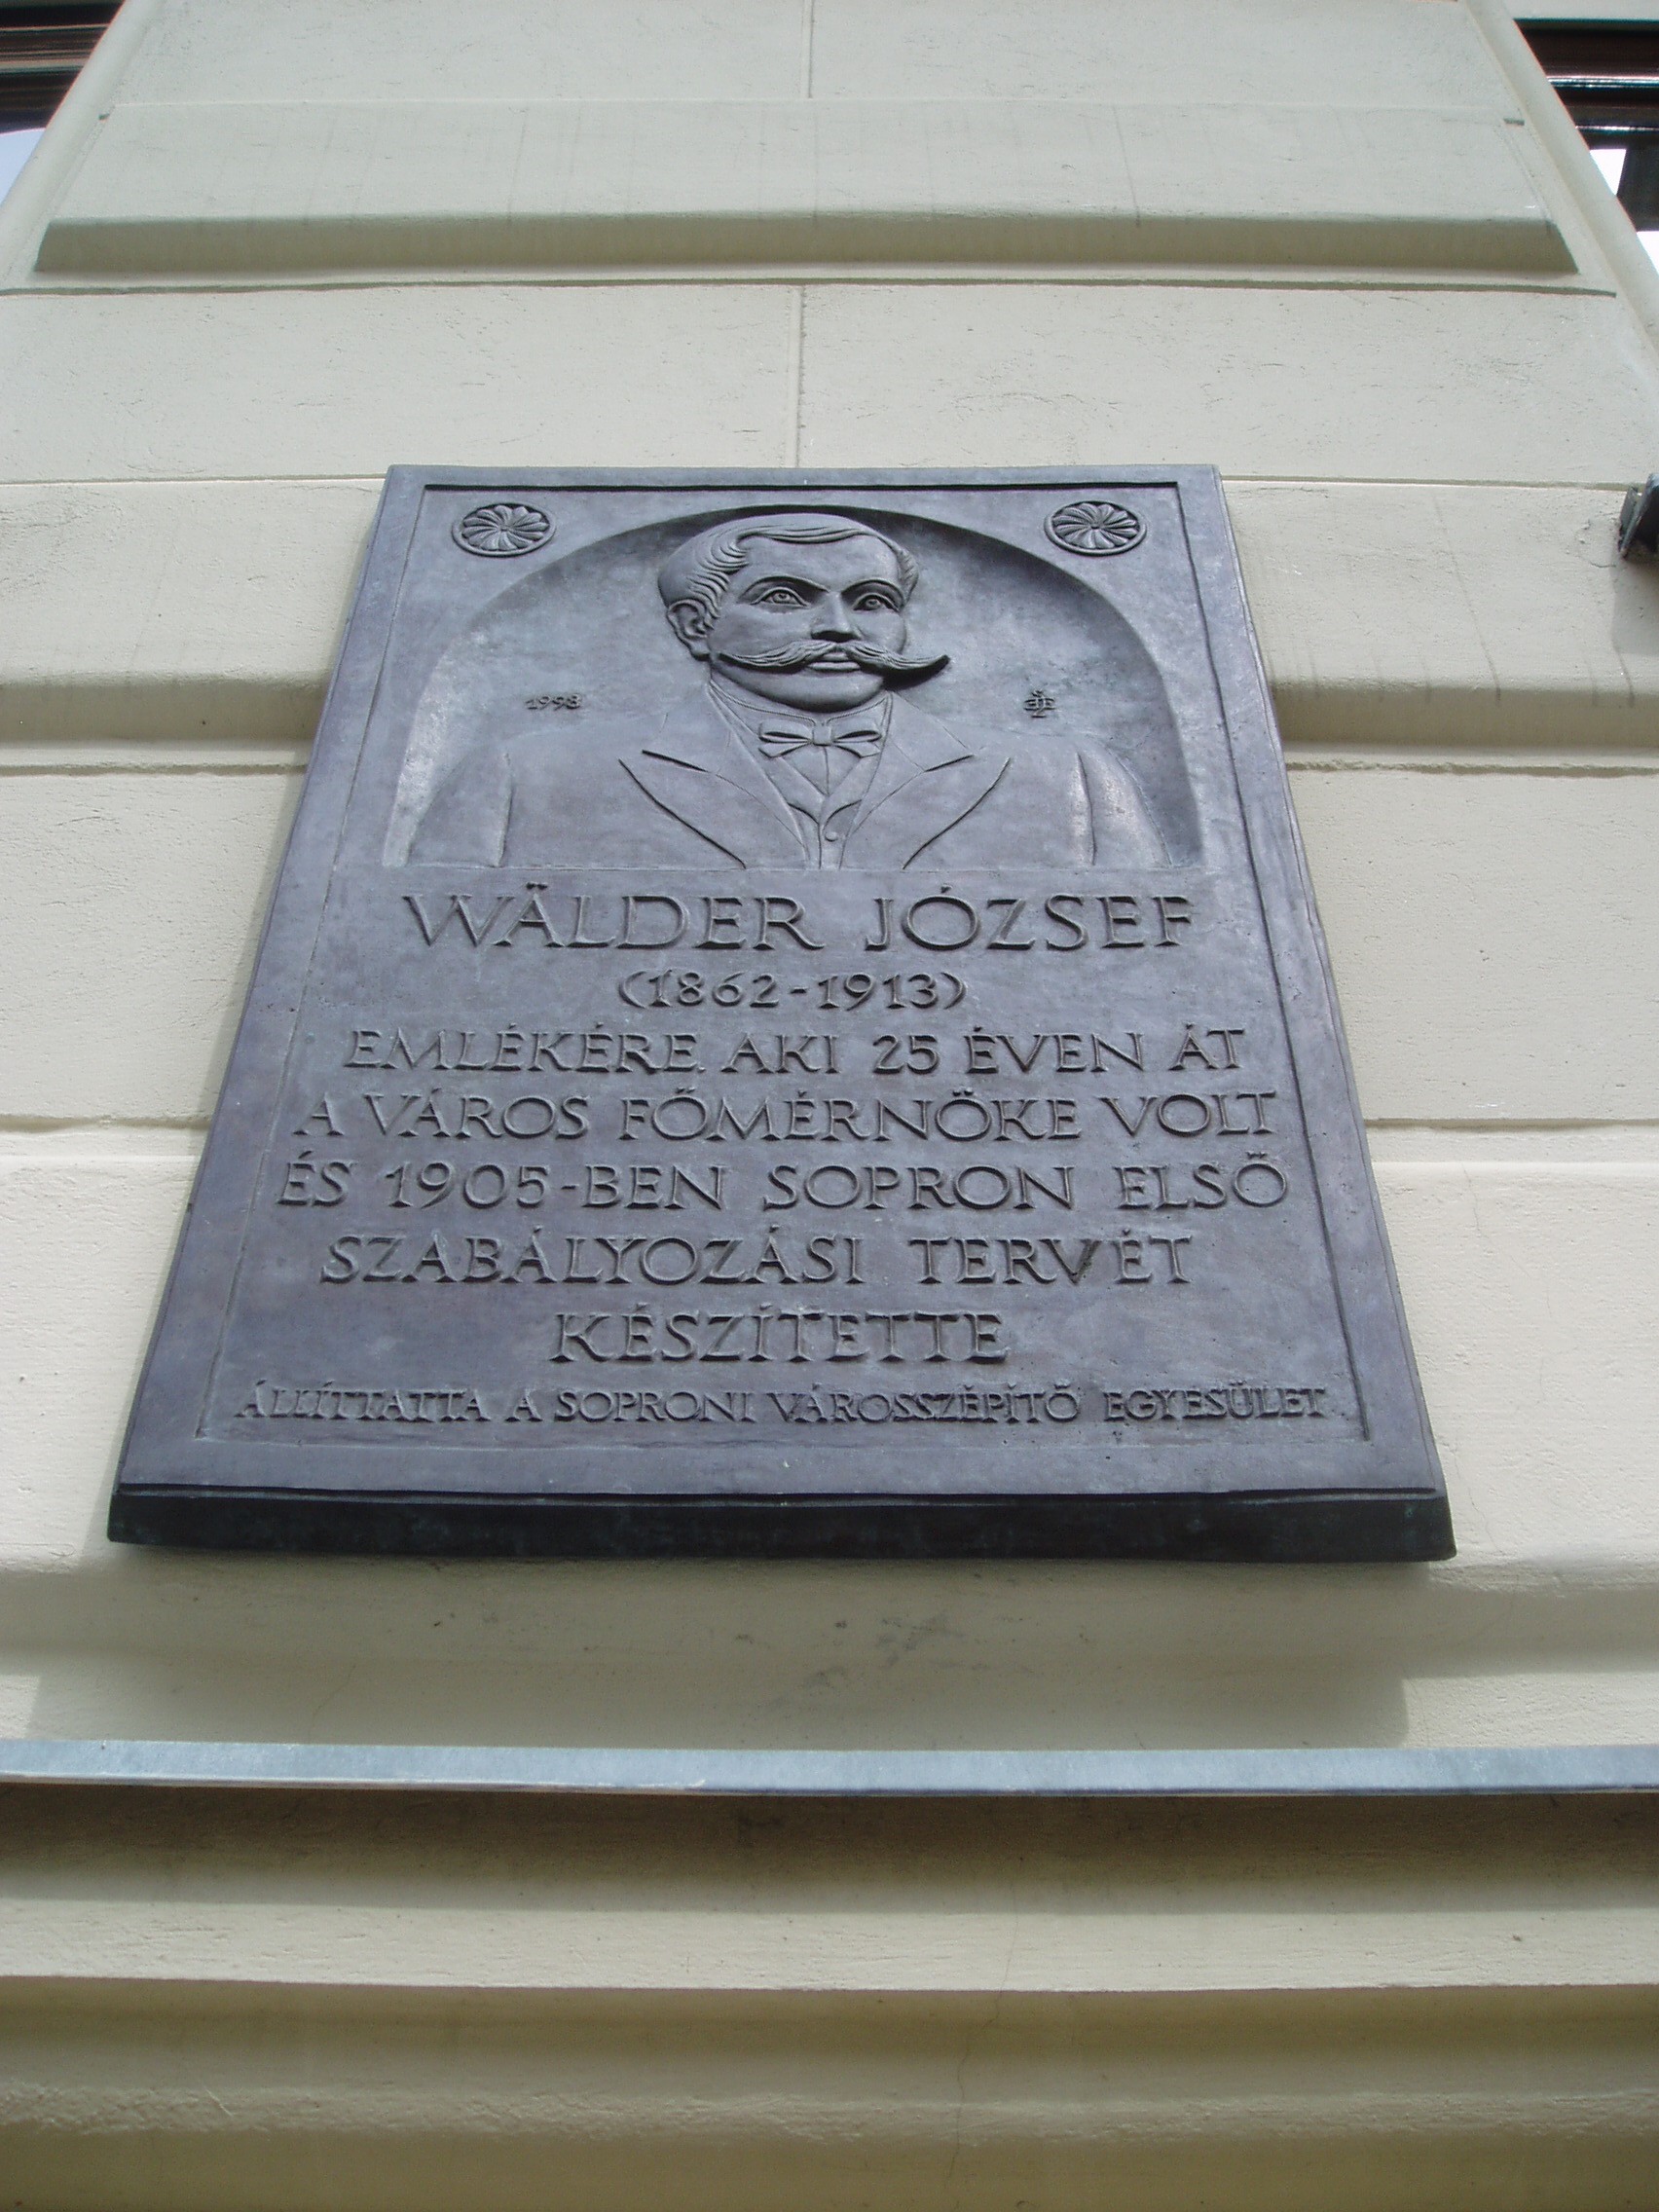 1998
WÄLDER JÓZSEF
(1862-1913)
EMLÉKÉRE AKI 25 ÉVEN ÁT
A VÁROS FŐMÉRNÖKE VOLT
ÉS 1905-BEN SOPRON ELSŐ
SZABÁLYOZÁSI TERVÉT
KÉSZÍTETTE
ÁLLÍTTATTA A SOPRONI VÁROSSZÉPÍTŐ EGYESÜLET